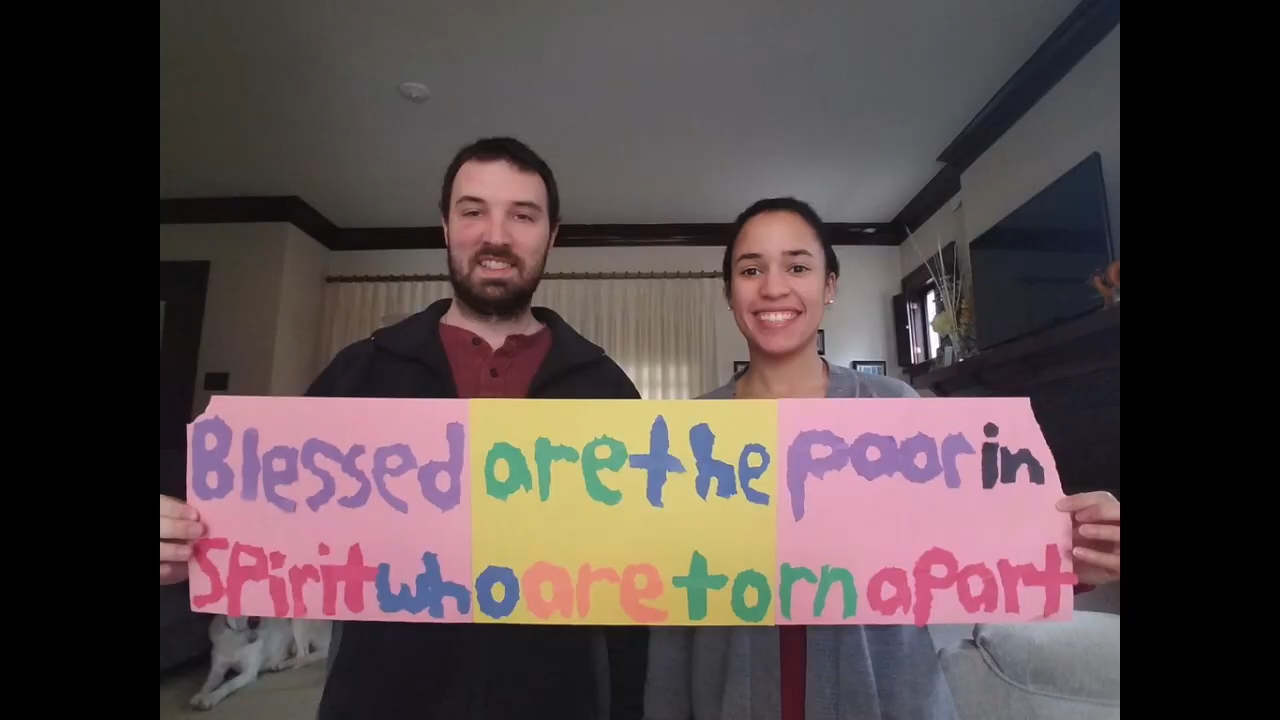 Blessed are the poor in
Spirit who are torn apart